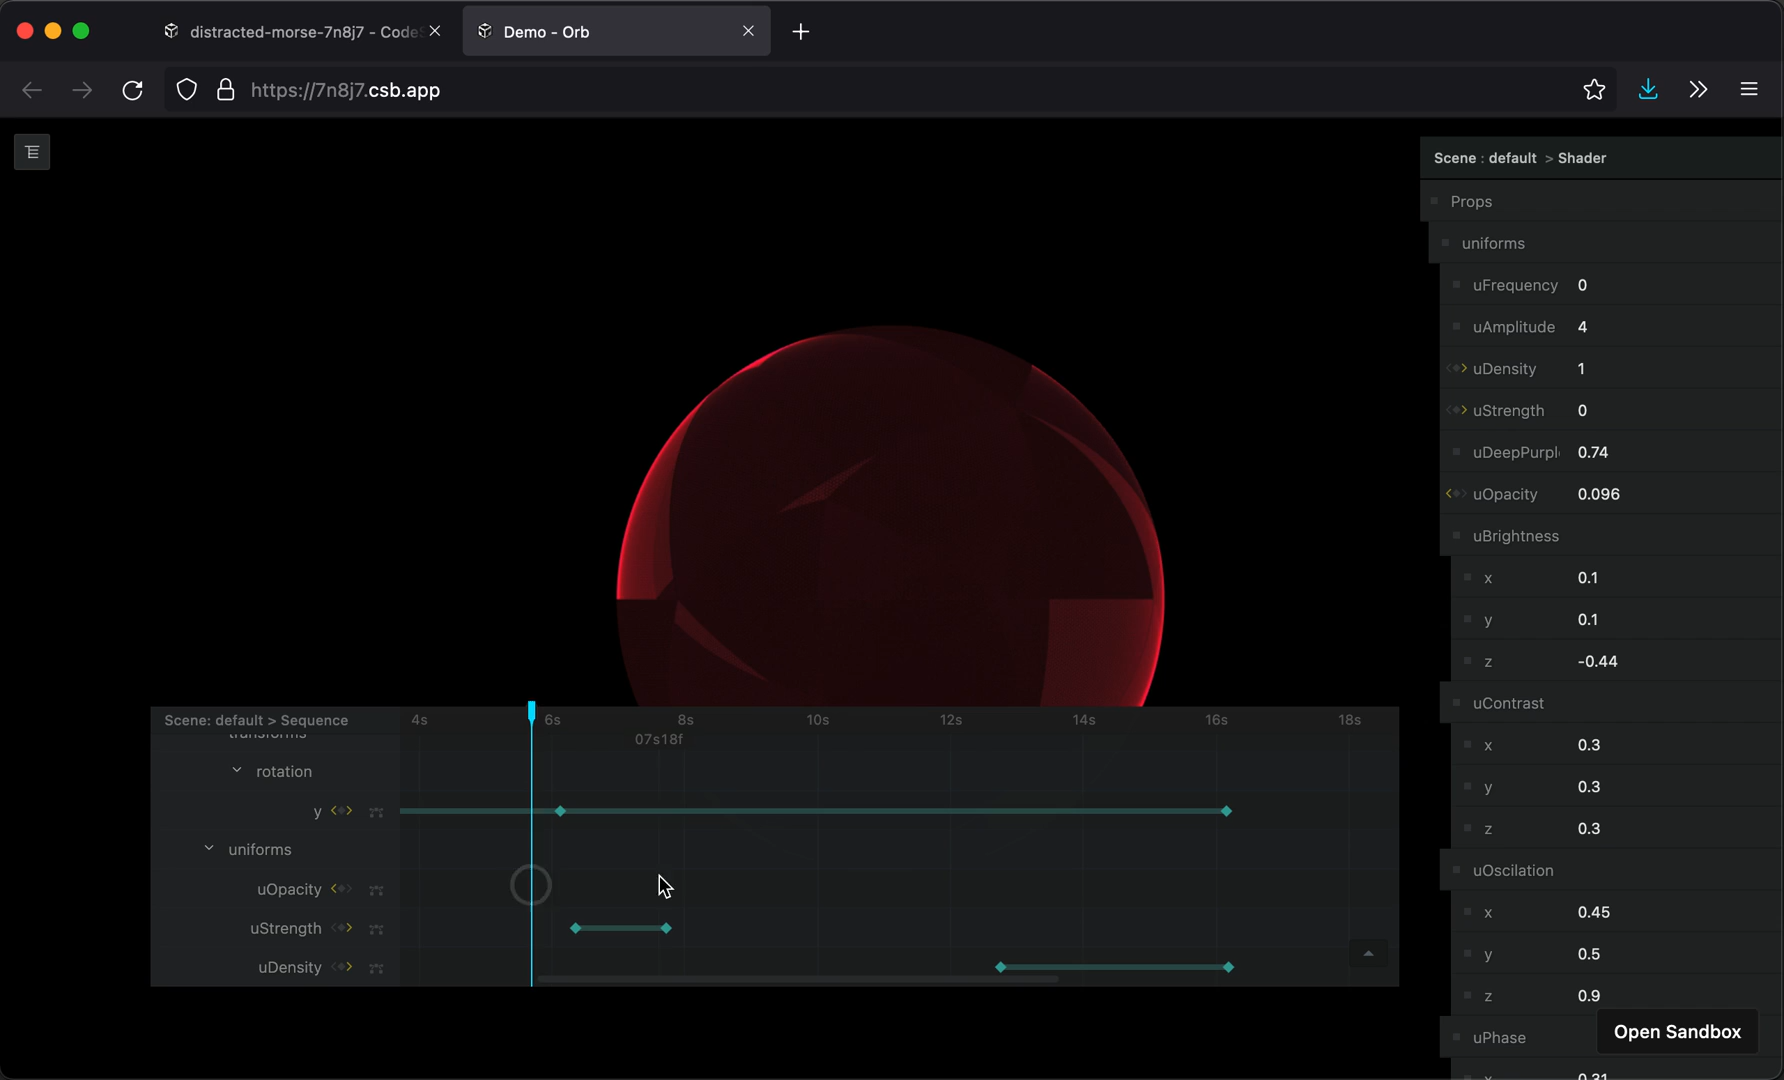 distracted-morse-7n8j7 - Code
Demo - Orb
https://7n8j7.csb.app
Scene : default > Shader
Props
uniforms
uFrequency 0
uAmplitude 4
uDensity 1
uStrength 0
uDeepPurpl 0.74
uOpacity 0.096
uBrightness
x 0.1
y 0.1
z -0.44
uContrast
x 0.3
y 0.3
z 0.3
uOscilation
x 0.45
y 0.5
z 0.9
uPhase
Open Sandbox
Scene: default > Sequence
4s 6s 8s 10s 12s 14s 16s 18s
07s18f
transforms
rotation
y
uniforms
uOpacity
uStrength
uDensity